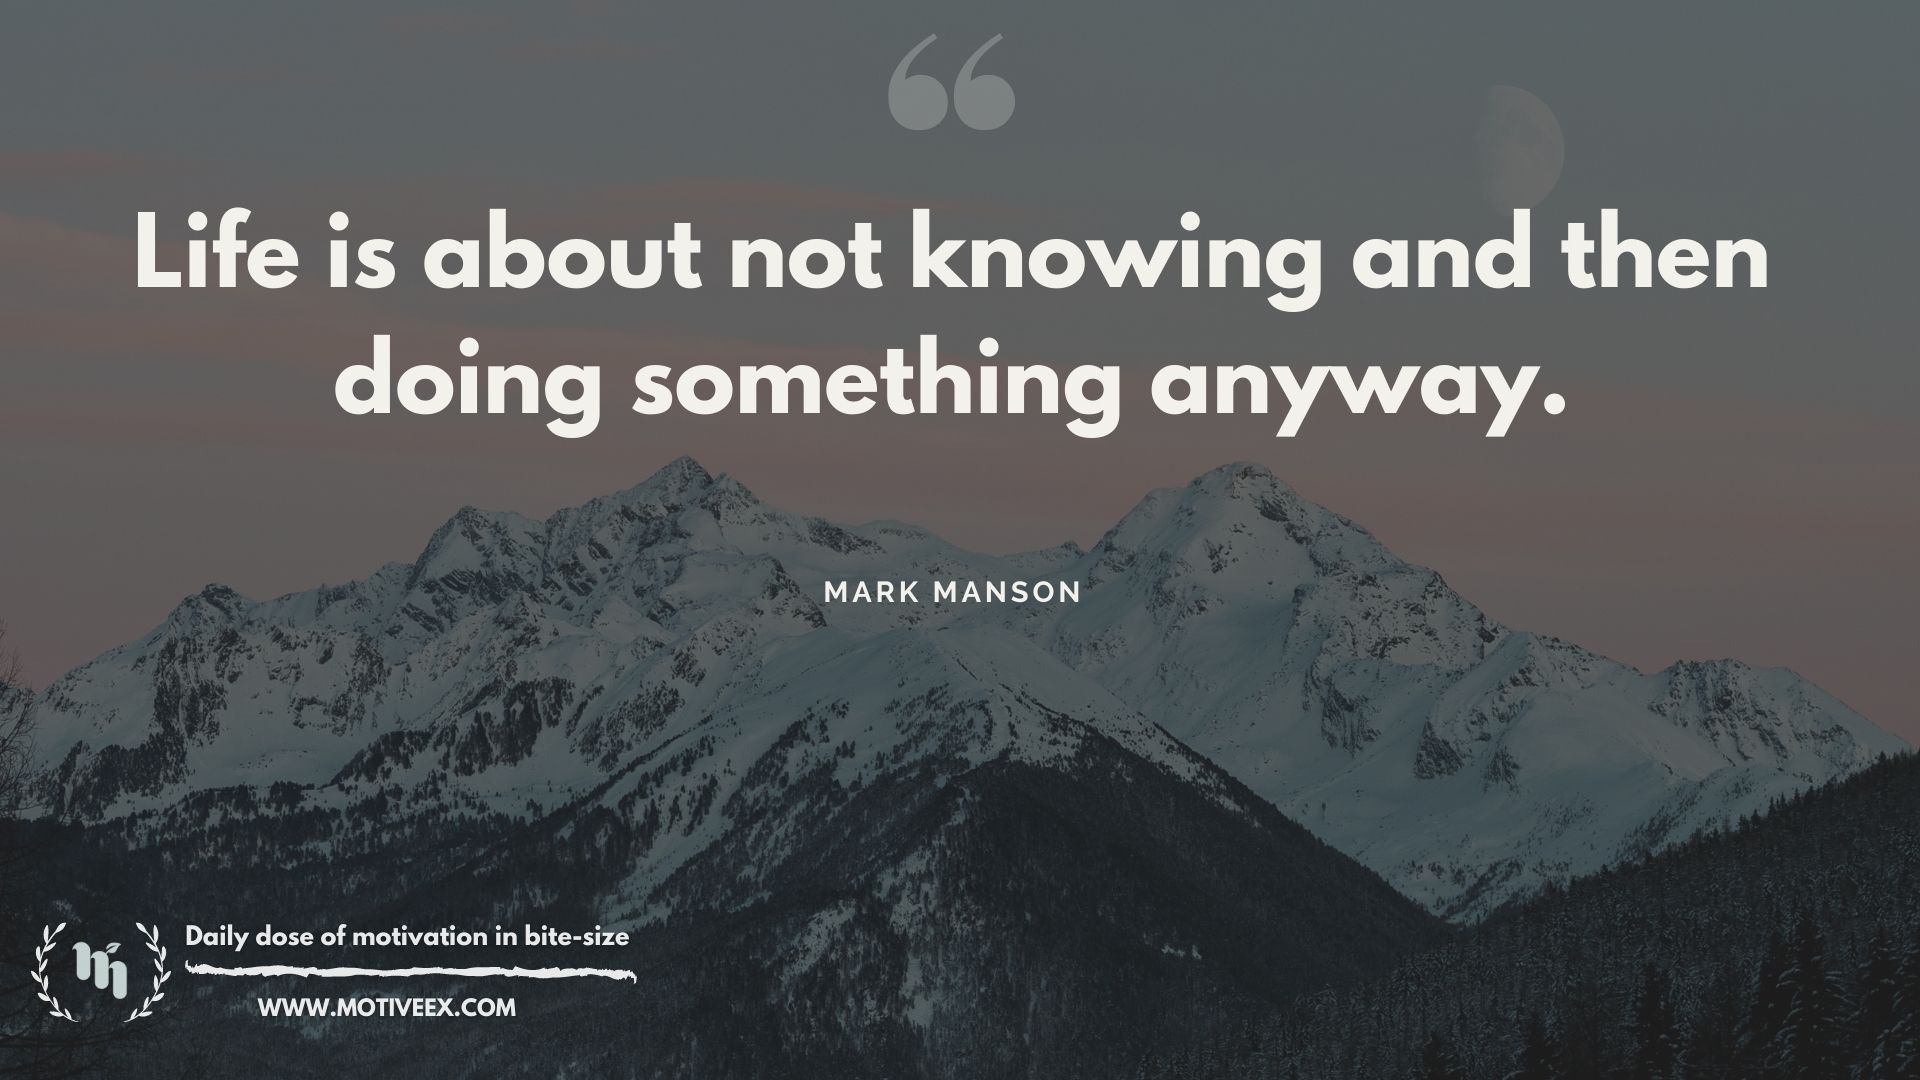 “
Life is about not knowing and then
doing something anyway.
MARK MANSON
Daily dose of motivation in bite-size
WWW.MOTIVEEX.COM